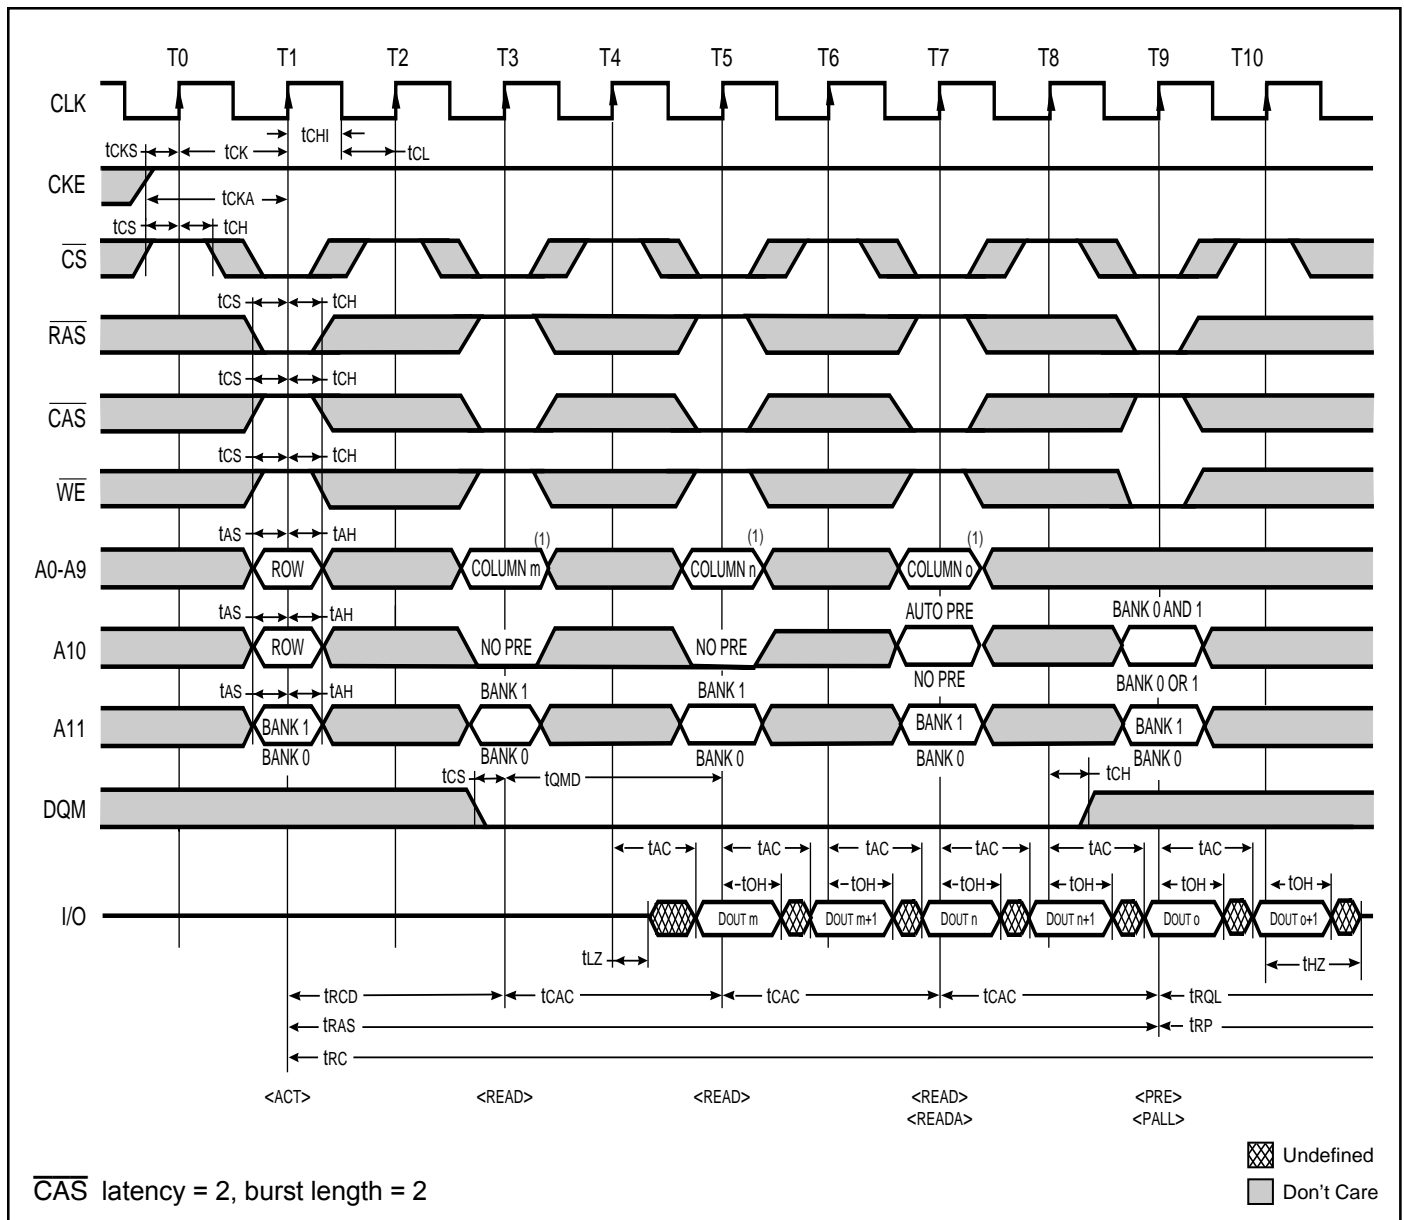 T0 T1 T2 T3 T4 T5 T6 T7 T8 T9 T10
CLK
tCHI
tCKS tCK tCL
CKE
tCKA
tCS tCH
CS
tCS tCH
RAS
tCS tCH
CAS
tCS tCH
WE
tAS tAH (1) (1) (1)
A0-A9 ROW COLUMN m COLUMN n COLUMN o
tAS tAH AUTO PRE BANK 0 AND 1
A10 ROW NO PRE NO PRE
NO PRE BANK 0 OR 1
tAS tAH BANK 1 BANK 1
A11 BANK 1 BANK 1 BANK 1
BANK 0 BANK 0 BANK 0 BANK 0 BANK 0
tCS tQMD tCH
DQM
tAC tAC tAC tAC tAC tAC
tOH tOH tOH tOH tOH tOH
I/O DOUT m DOUT m+1 DOUT n DOUT n+1 DOUT o DOUT o+1
tLZ tHZ
tRCD tCAC tCAC tCAC tRQL
tRAS tRP
tRC
<ACT> <READ> <READ> <READ> <PRE>
<READA> <PALL>
Undefined
CAS latency = 2, burst length = 2 Don't Care